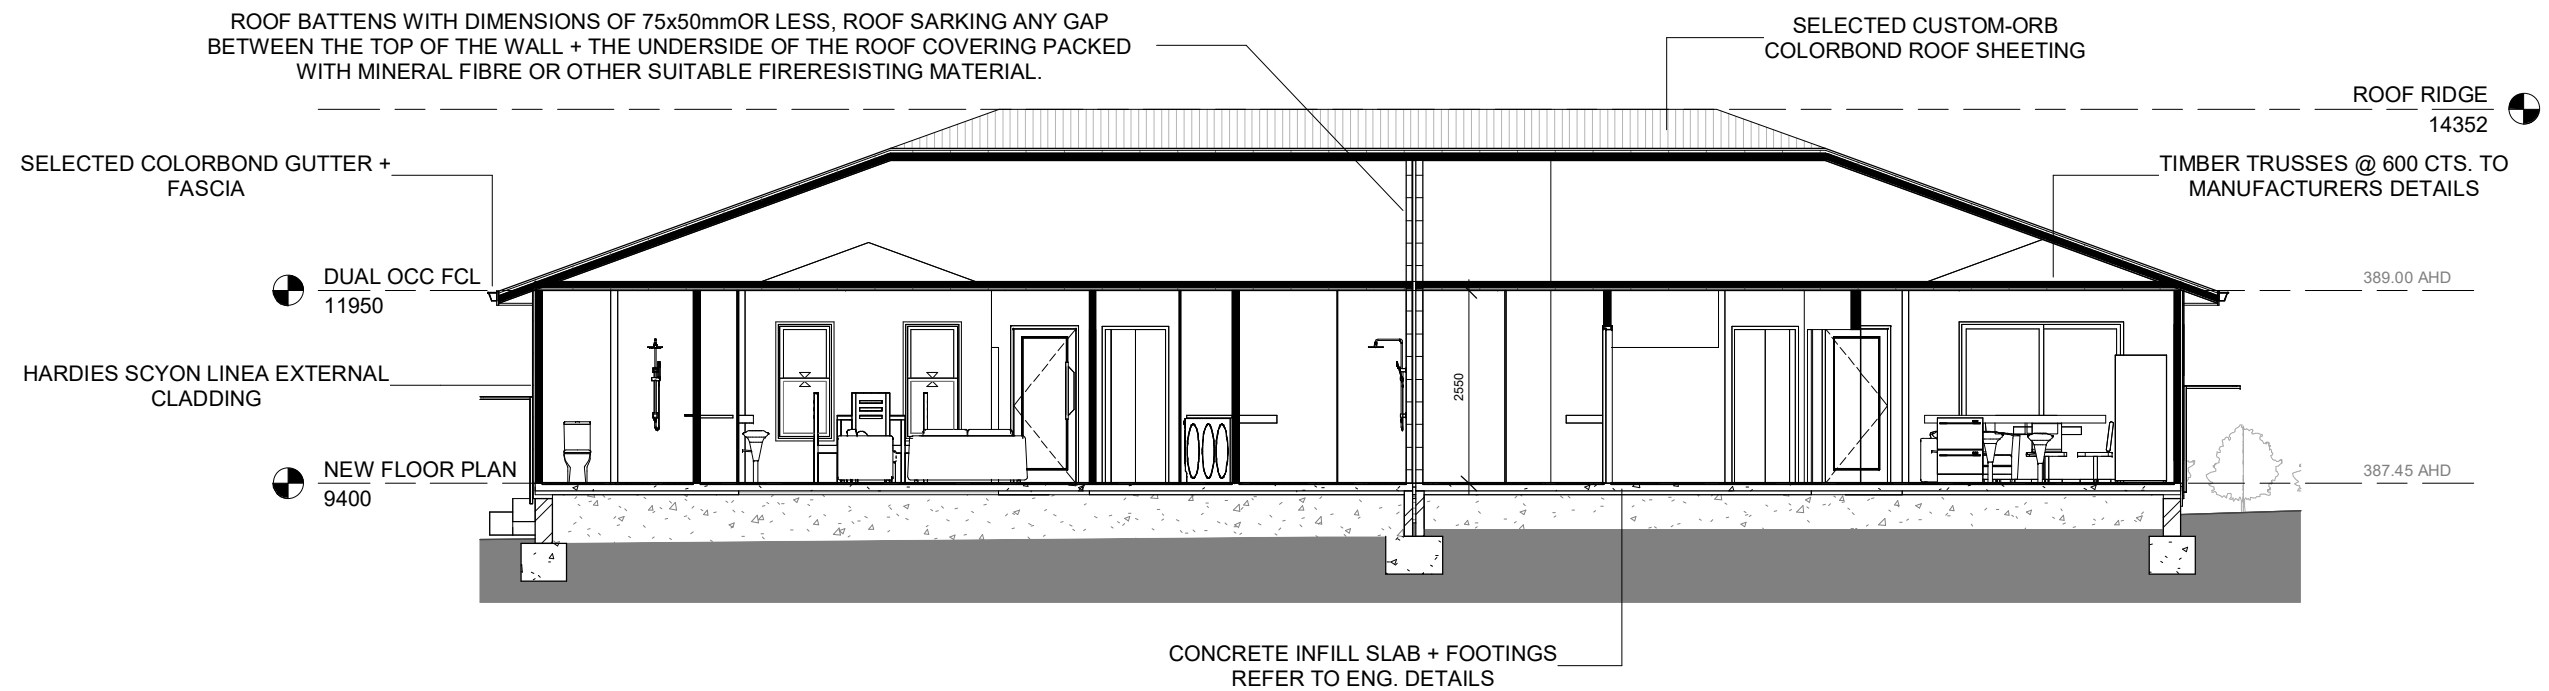 ROOF BATTENS WITH DIMENSIONS OF 75x50mmOR LESS, ROOF SARKING ANY GAP
BETWEEN THE TOP OF THE WALL + THE UNDERSIDE OF THE ROOF COVERING PACKED
WITH MINERAL FIBRE OR OTHER SUITABLE FIRERESISTING MATERIAL.
SELECTED CUSTOM-ORB
COLORBOND ROOF SHEETING
ROOF RIDGE
14352
SELECTED COLORBOND GUTTER +
FASCIA
TIMBER TRUSSES @ 600 CTS. TO
MANUFACTURERS DETAILS
DUAL OCC FCL
11950
389.00 AHD
HARDIES SCYON LINEA EXTERNAL
CLADDING
2550
NEW FLOOR PLAN
9400
387.45 AHD
CONCRETE INFILL SLAB + FOOTINGS
REFER TO ENG. DETAILS